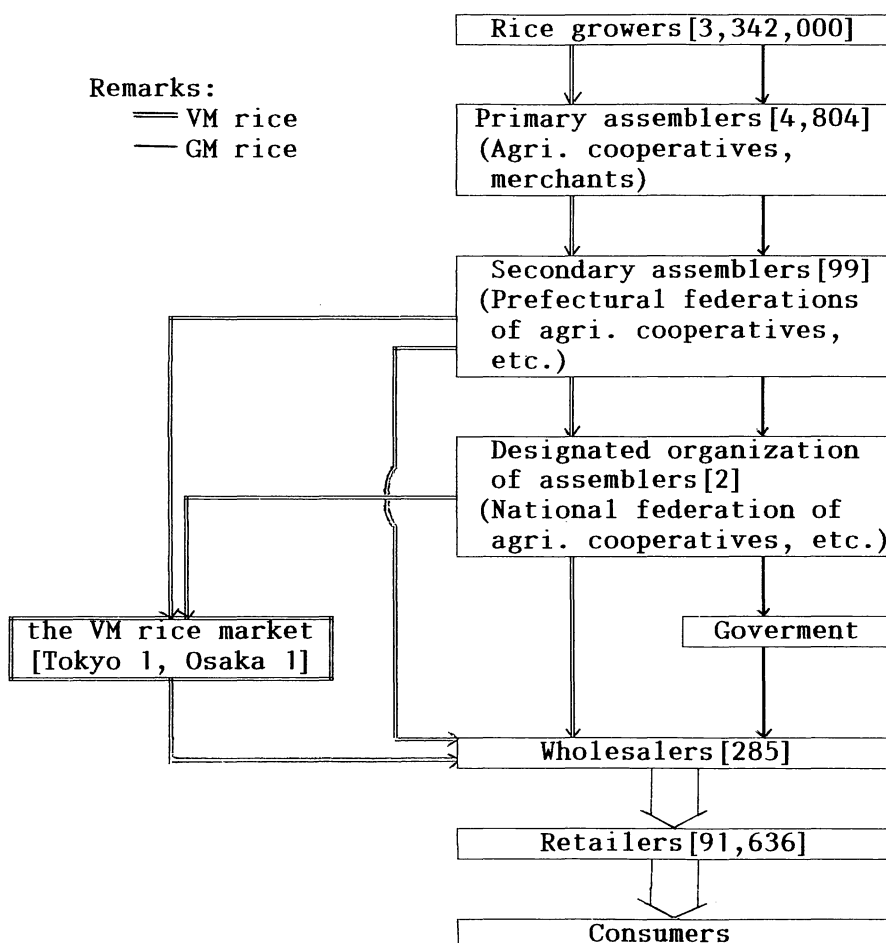 Rice growers[3,342,000]
Remarks:
VM rice
GM rice
Primary assemblers[4,804]
(Agri. cooperatives,
merchants)
Secondary assemblers[99]
(Prefectural federations
of agri. cooperatives,
etc.)
Designated organization
of assemblers[2]
(National federation of
agri. cooperatives, etc.)
the VM rice market
[Tokyo 1, Osaka 1]
Goverment
Wholesalers[285]
Retailers[91,636]
Consumers